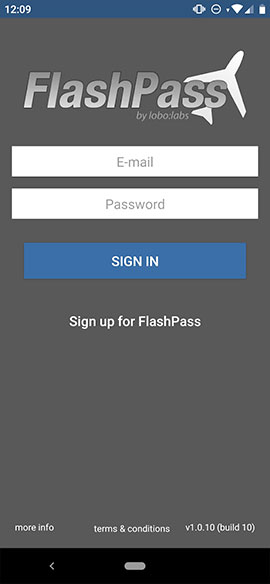 12:09
FlashPass
by lobo:labs
E-mail
Password
SIGN IN
Sign up for FlashPass
more info
terms & conditions
v1.0.10 (build 10)